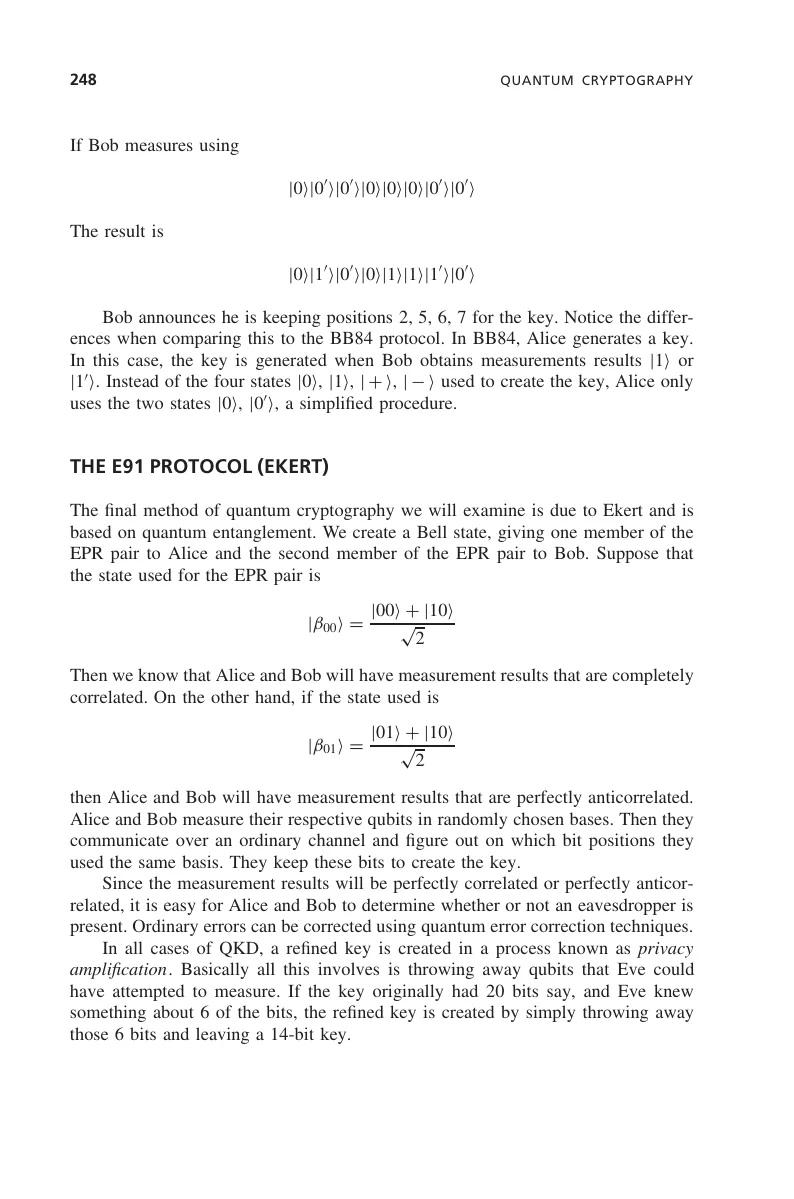 248
QUANTUM CRYPTOGRAPHY
If Bob measures using
|0⟩|0′⟩|0′⟩|0⟩|0⟩|0⟩|0′⟩|0′⟩
The result is
|0⟩|1′⟩|0′⟩|0⟩|1⟩|1⟩|1′⟩|0′⟩
Bob announces he is keeping positions 2, 5, 6, 7 for the key. Notice the differ-
ences when comparing this to the BB84 protocol. In BB84, Alice generates a key.
In this case, the key is generated when Bob obtains measurements results |1⟩ or
|1′⟩. Instead of the four states |0⟩, |1⟩, | + ⟩, | − ⟩ used to create the key, Alice only
uses the two states |0⟩, |0′⟩, a simplified procedure.
THE E91 PROTOCOL (EKERT)
The final method of quantum cryptography we will examine is due to Ekert and is
based on quantum entanglement. We create a Bell state, giving one member of the
EPR pair to Alice and the second member of the EPR pair to Bob. Suppose that
the state used for the EPR pair is
|β₀₀⟩ = |00⟩ + |10⟩ / √2
Then we know that Alice and Bob will have measurement results that are completely
correlated. On the other hand, if the state used is
|β₀₁⟩ = |01⟩ + |10⟩ / √2
then Alice and Bob will have measurement results that are perfectly anticorrelated.
Alice and Bob measure their respective qubits in randomly chosen bases. Then they
communicate over an ordinary channel and figure out on which bit positions they
used the same basis. They keep these bits to create the key.
Since the measurement results will be perfectly correlated or perfectly anticor-
related, it is easy for Alice and Bob to determine whether or not an eavesdropper is
present. Ordinary errors can be corrected using quantum error correction techniques.
In all cases of QKD, a refined key is created in a process known as privacy
amplification. Basically all this involves is throwing away qubits that Eve could
have attempted to measure. If the key originally had 20 bits say, and Eve knew
something about 6 of the bits, the refined key is created by simply throwing away
those 6 bits and leaving a 14-bit key.